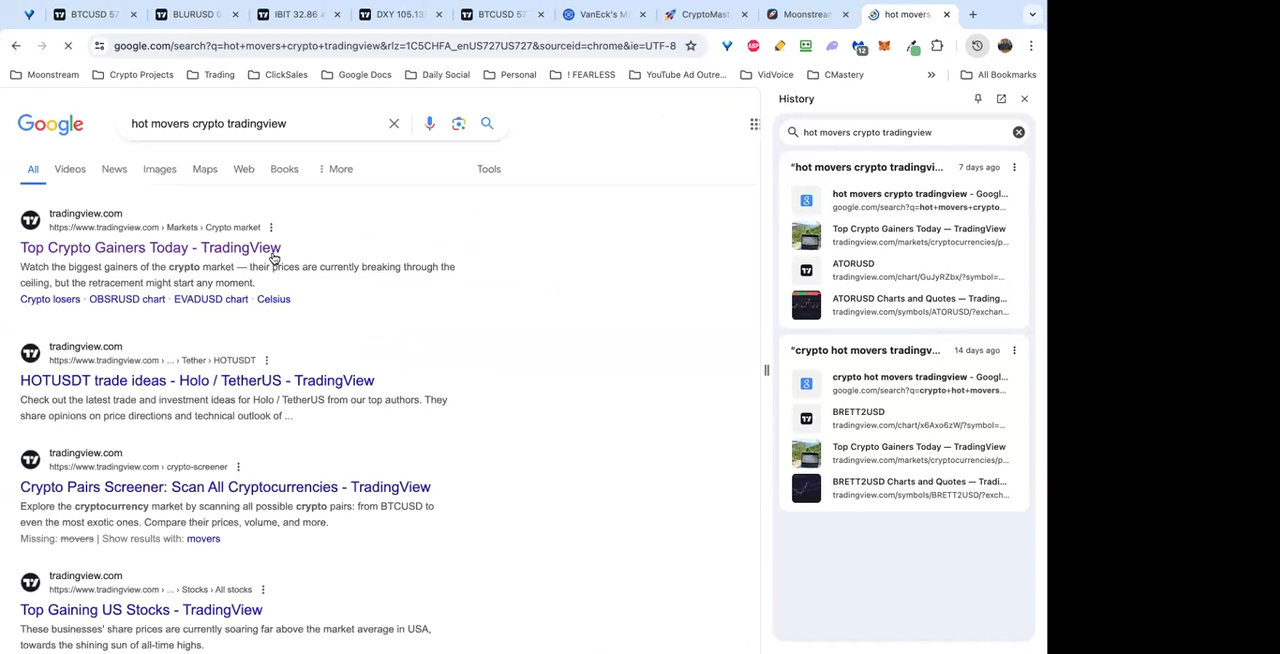 BTCUSD 57
BLURUSD 0
IBIT 32.86
DXY 105.13
BTCUSD 57
VanEck's M
CryptoMast
Moonstream
hot movers
google.com/search?q=hot+movers+crypto+tradingview&rlz=1C5CHFA_enUS727US727&sourceid=chrome&ie=UTF-8
ABP
12
Moonstream
Crypto Projects
Trading
ClickSales
Google Docs
Daily Social
Personal
! FEARLESS
YouTube Ad Outre...
VidVoice
CMastery
»
All Bookmarks
Google
hot movers crypto tradingview
All
Videos
News
Images
Maps
Web
Books
More
Tools
tradingview.com
https://www.tradingview.com › Markets › Crypto market
Top Crypto Gainers Today - TradingView
Watch the biggest gainers of the crypto market — their prices are currently breaking through the
ceiling, but the retracement might start any moment.
Crypto losers · OBSRUSD chart · EVADUSD chart · Celsius
tradingview.com
https://www.tradingview.com › ... › Tether › HOTUSDT
HOTUSDT trade ideas - Holo / TetherUS - TradingView
Check out the latest trade and investment ideas for Holo / TetherUS from our top authors. They
share opinions on price directions and technical outlook of ...
tradingview.com
https://www.tradingview.com › crypto-screener
Crypto Pairs Screener: Scan All Cryptocurrencies - TradingView
Explore the cryptocurrency market by scanning all possible crypto pairs: from BTCUSD to
even the most exotic ones. Compare their prices, volume, and more.
Missing: movers | Show results with: movers
tradingview.com
https://www.tradingview.com › ... › Stocks › All stocks
Top Gaining US Stocks - TradingView
These businesses' share prices are currently soaring far above the market average in USA,
towards the shining sun of all-time highs.
History
hot movers crypto tradingview
"hot movers crypto tradingvi...
7 days ago
hot movers crypto tradingview - Googl...
google.com/search?q=hot+movers+crypto...
Top Crypto Gainers Today — TradingView
tradingview.com/markets/cryptocurrencies/p...
ATORUSD
tradingview.com/chart/GuJyRZbx/?symbol=...
ATORUSD Charts and Quotes — Trading...
tradingview.com/symbols/ATORUSD/?exchan...
"crypto hot movers tradingv...
14 days ago
crypto hot movers tradingview - Googl...
google.com/search?q=crypto+hot+movers...
BRETT2USD
tradingview.com/chart/x6Axo6zW/?symbol=...
Top Crypto Gainers Today — TradingView
tradingview.com/markets/cryptocurrencies/p...
BRETT2USD Charts and Quotes — Tradi...
tradingview.com/symbols/BRETT2USD/?exch...